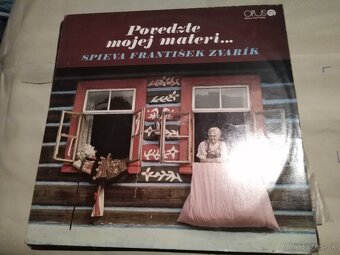 OPUS
Povedzte
mojej materi...
SPIEVA FRANTIŠEK ZVARÍK